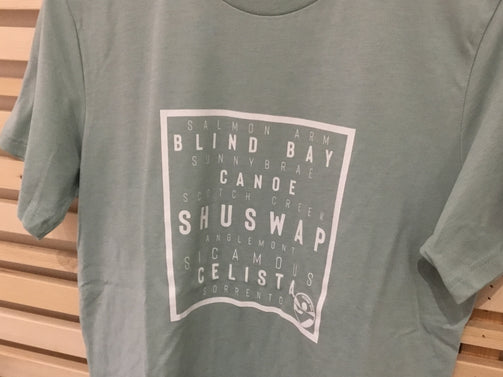 SALMON ARM
BLIND BAY
SUNNYBRAE
CANOE
SCOTCH CREEK
SHUSWAP
ANGLEMONT
SICAMOUS
CELISTA
SORRENTO